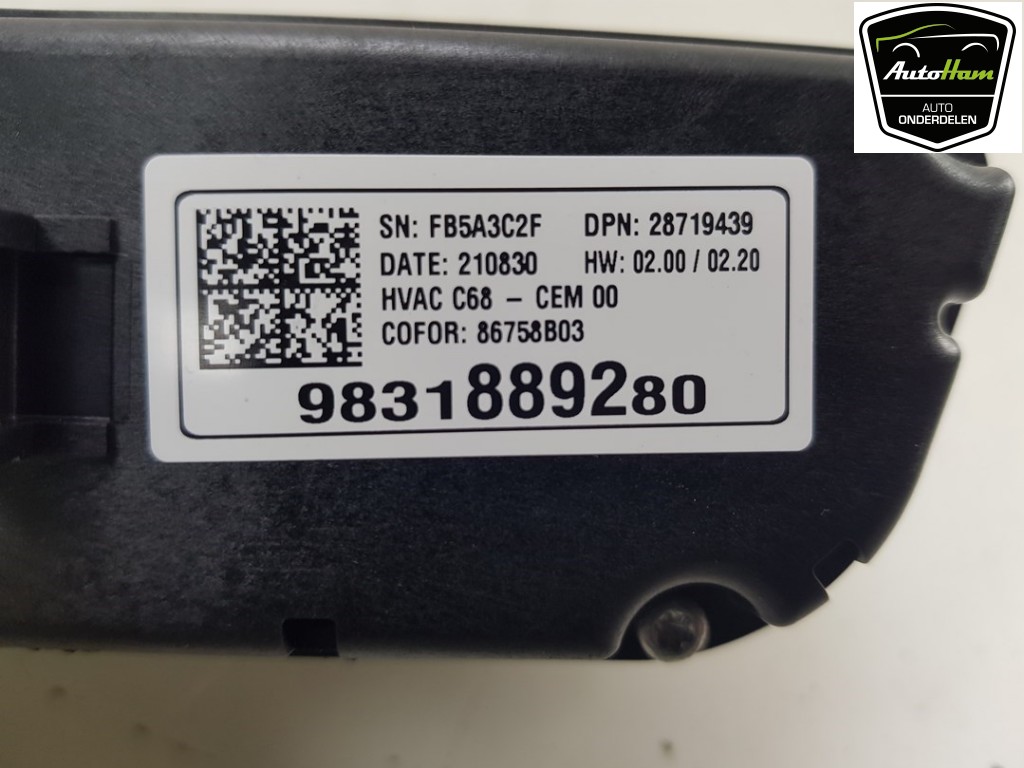 AutoHam
AUTO
ONDERDELEN
SN: FB5A3C2F DPN: 28719439
DATE: 210830 HW: 02.00 / 02.20
HVAC C68 - CEM 00
COFOR: 86758B03
9831889280